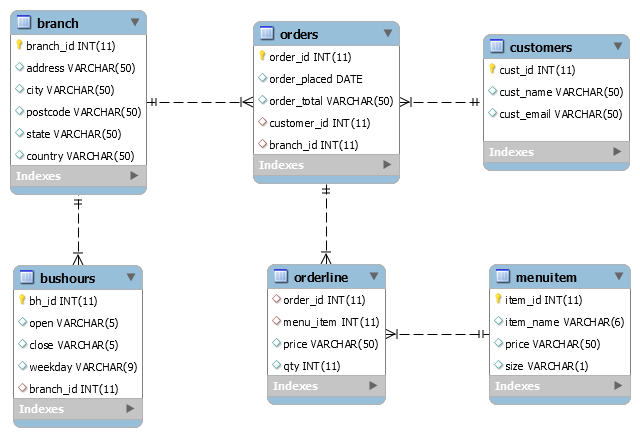 branch
branch_id INT(11)
address VARCHAR(50)
city VARCHAR(50)
postcode VARCHAR(50)
state VARCHAR(50)
country VARCHAR(50)
Indexes
orders
order_id INT(11)
order_placed DATE
order_total VARCHAR(50)
customer_id INT(11)
branch_id INT(11)
Indexes
customers
cust_id INT(11)
cust_name VARCHAR(50)
cust_email VARCHAR(50)
Indexes
bushours
bh_id INT(11)
open VARCHAR(5)
close VARCHAR(5)
weekday VARCHAR(9)
branch_id INT(11)
Indexes
orderline
order_id INT(11)
menu_item INT(11)
price VARCHAR(50)
qty INT(11)
Indexes
menuitem
item_id INT(11)
item_name VARCHAR(6)
price VARCHAR(50)
size VARCHAR(1)
Indexes